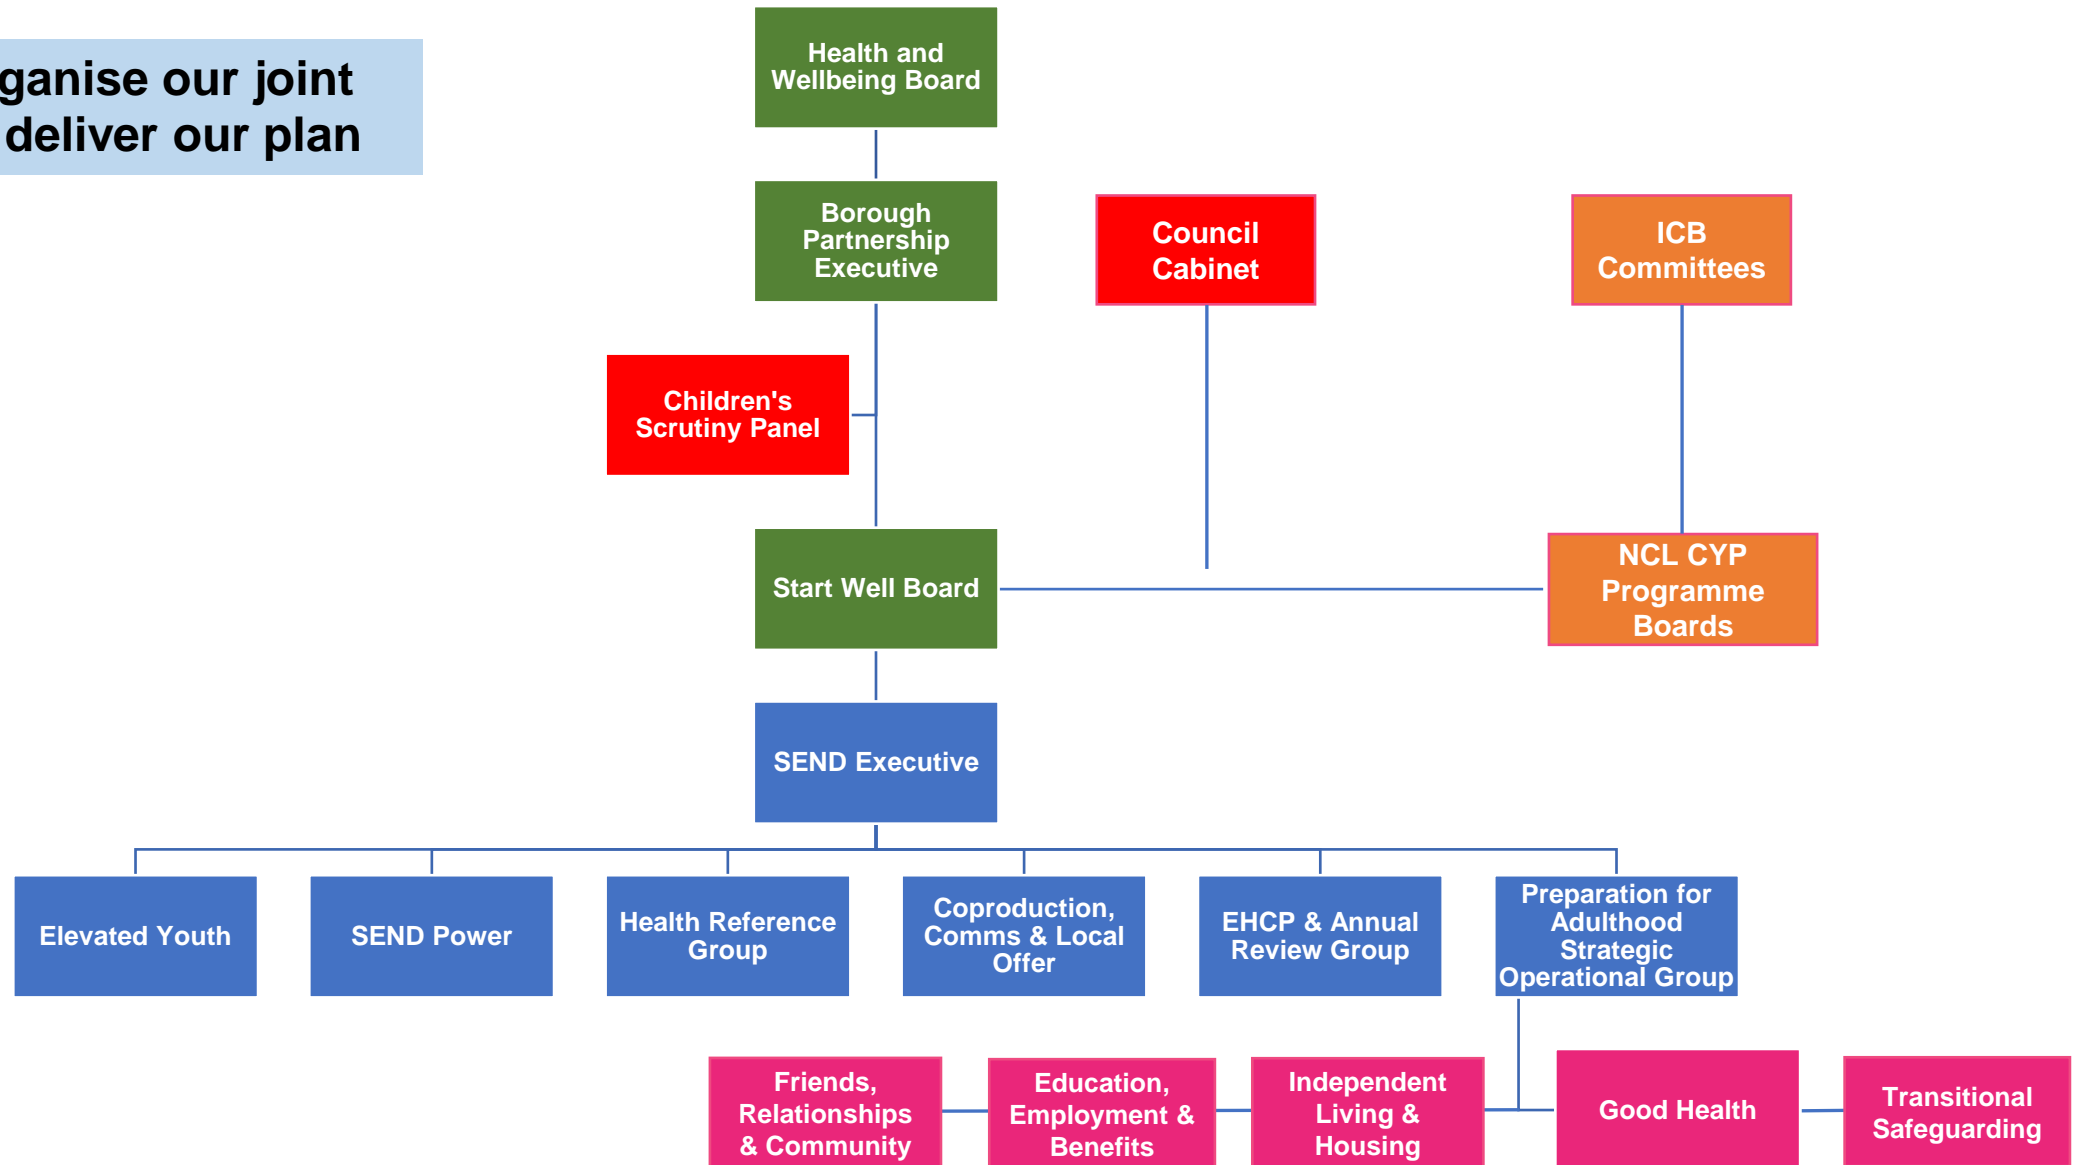 Health and
Wellbeing Board
ganise our joint
deliver our plan
Borough
Partnership
Executive
Council
Cabinet
ICB
Committees
Children's
Scrutiny Panel
Start Well Board
NCL CYP
Programme
Boards
SEND Executive
Elevated Youth
SEND Power
Health Reference
Group
Coproduction,
Comms & Local
Offer
EHCP & Annual
Review Group
Preparation for
Adulthood
Strategic
Operational Group
Friends,
Relationships
& Community
Education,
Employment &
Benefits
Independent
Living &
Housing
Good Health
Transitional
Safeguarding